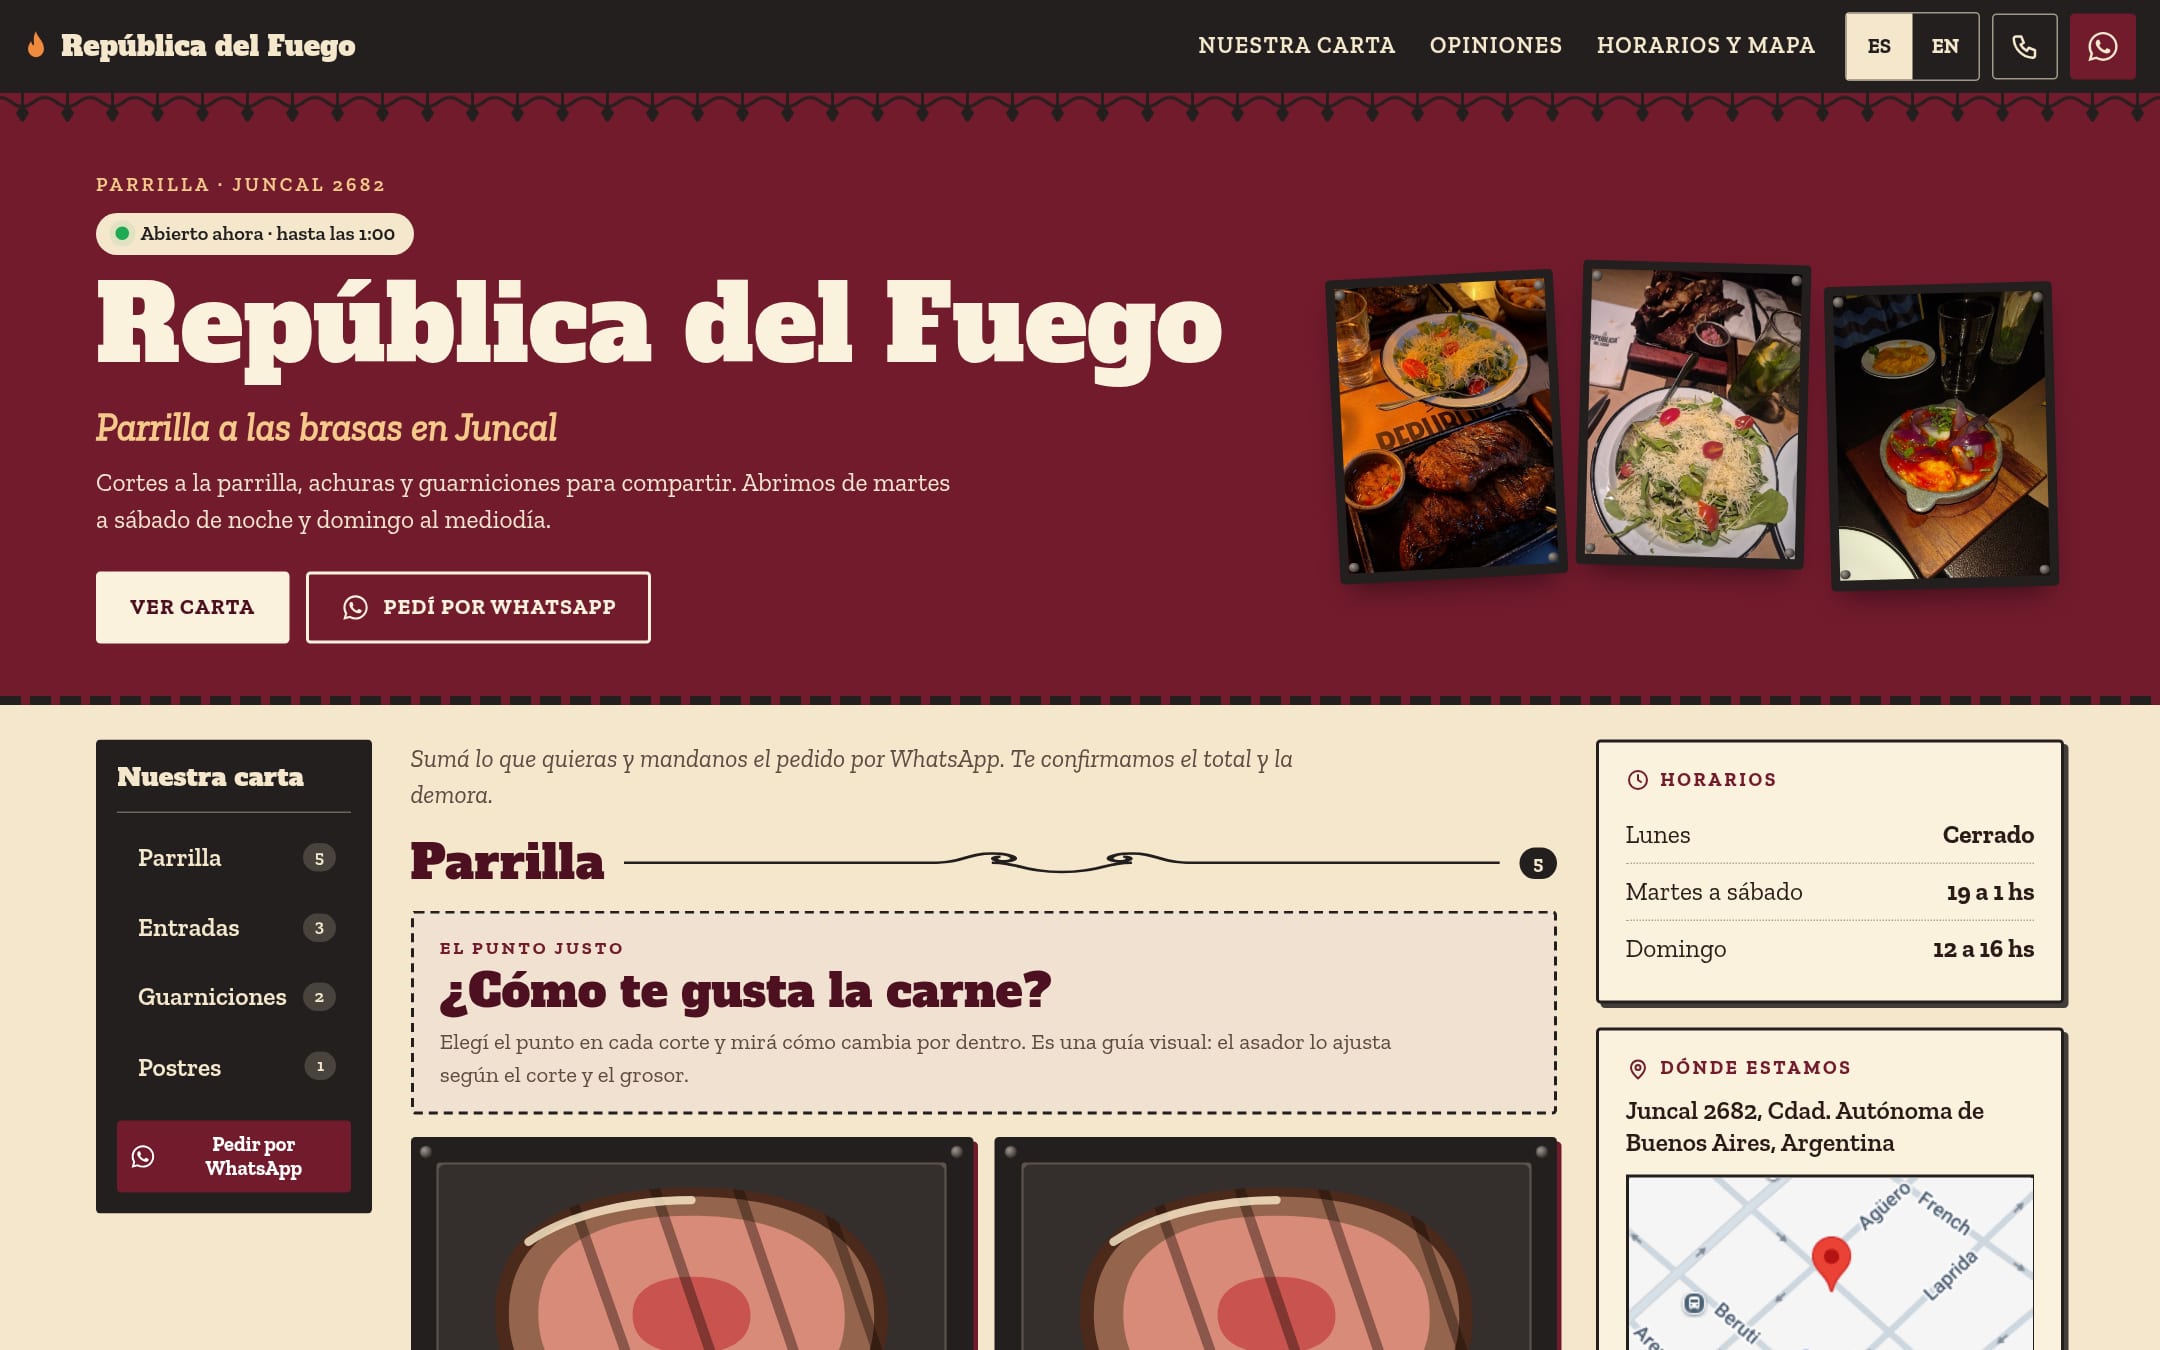 República del Fuego
NUESTRA CARTA
OPINIONES
HORARIOS Y MAPA
ES
EN
PARRILLA · JUNCAL 2682
Abierto ahora · hasta las 1:00
República del Fuego
Parrilla a las brasas en Juncal
Cortes a la parrilla, achuras y guarniciones para compartir. Abrimos de martes
a sábado de noche y domingo al mediodía.
VER CARTA
PEDÍ POR WHATSAPP
Nuestra carta
Parrilla 5
Entradas 3
Guarniciones 2
Postres 1
Pedir por
WhatsApp
Sumá lo que quieras y mandanos el pedido por WhatsApp. Te confirmamos el total y la
demora.
Parrilla
5
EL PUNTO JUSTO
¿Cómo te gusta la carne?
Elegí el punto en cada corte y mirá cómo cambia por dentro. Es una guía visual: el asador lo ajusta
según el corte y el grosor.
HORARIOS
Lunes Cerrado
Martes a sábado 19 a 1 hs
Domingo 12 a 16 hs
DÓNDE ESTAMOS
Juncal 2682, Cdad. Autónoma de
Buenos Aires, Argentina
Agüero
French
Laprida
Beruti